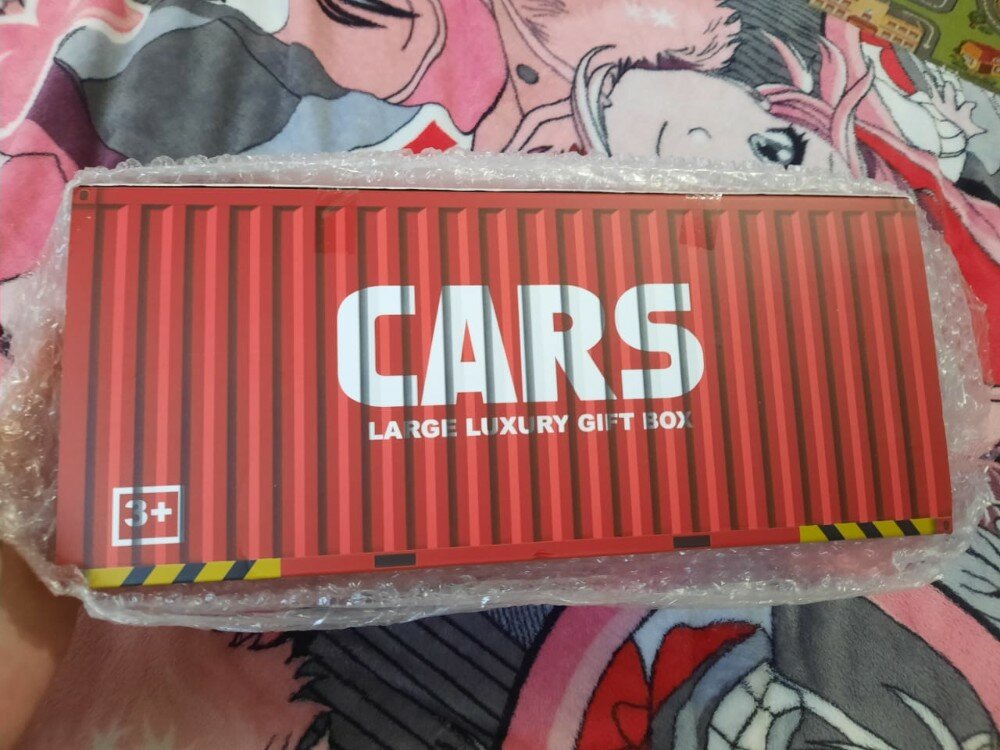 CARS
LARGE LUXURY GIFT BOX
3+